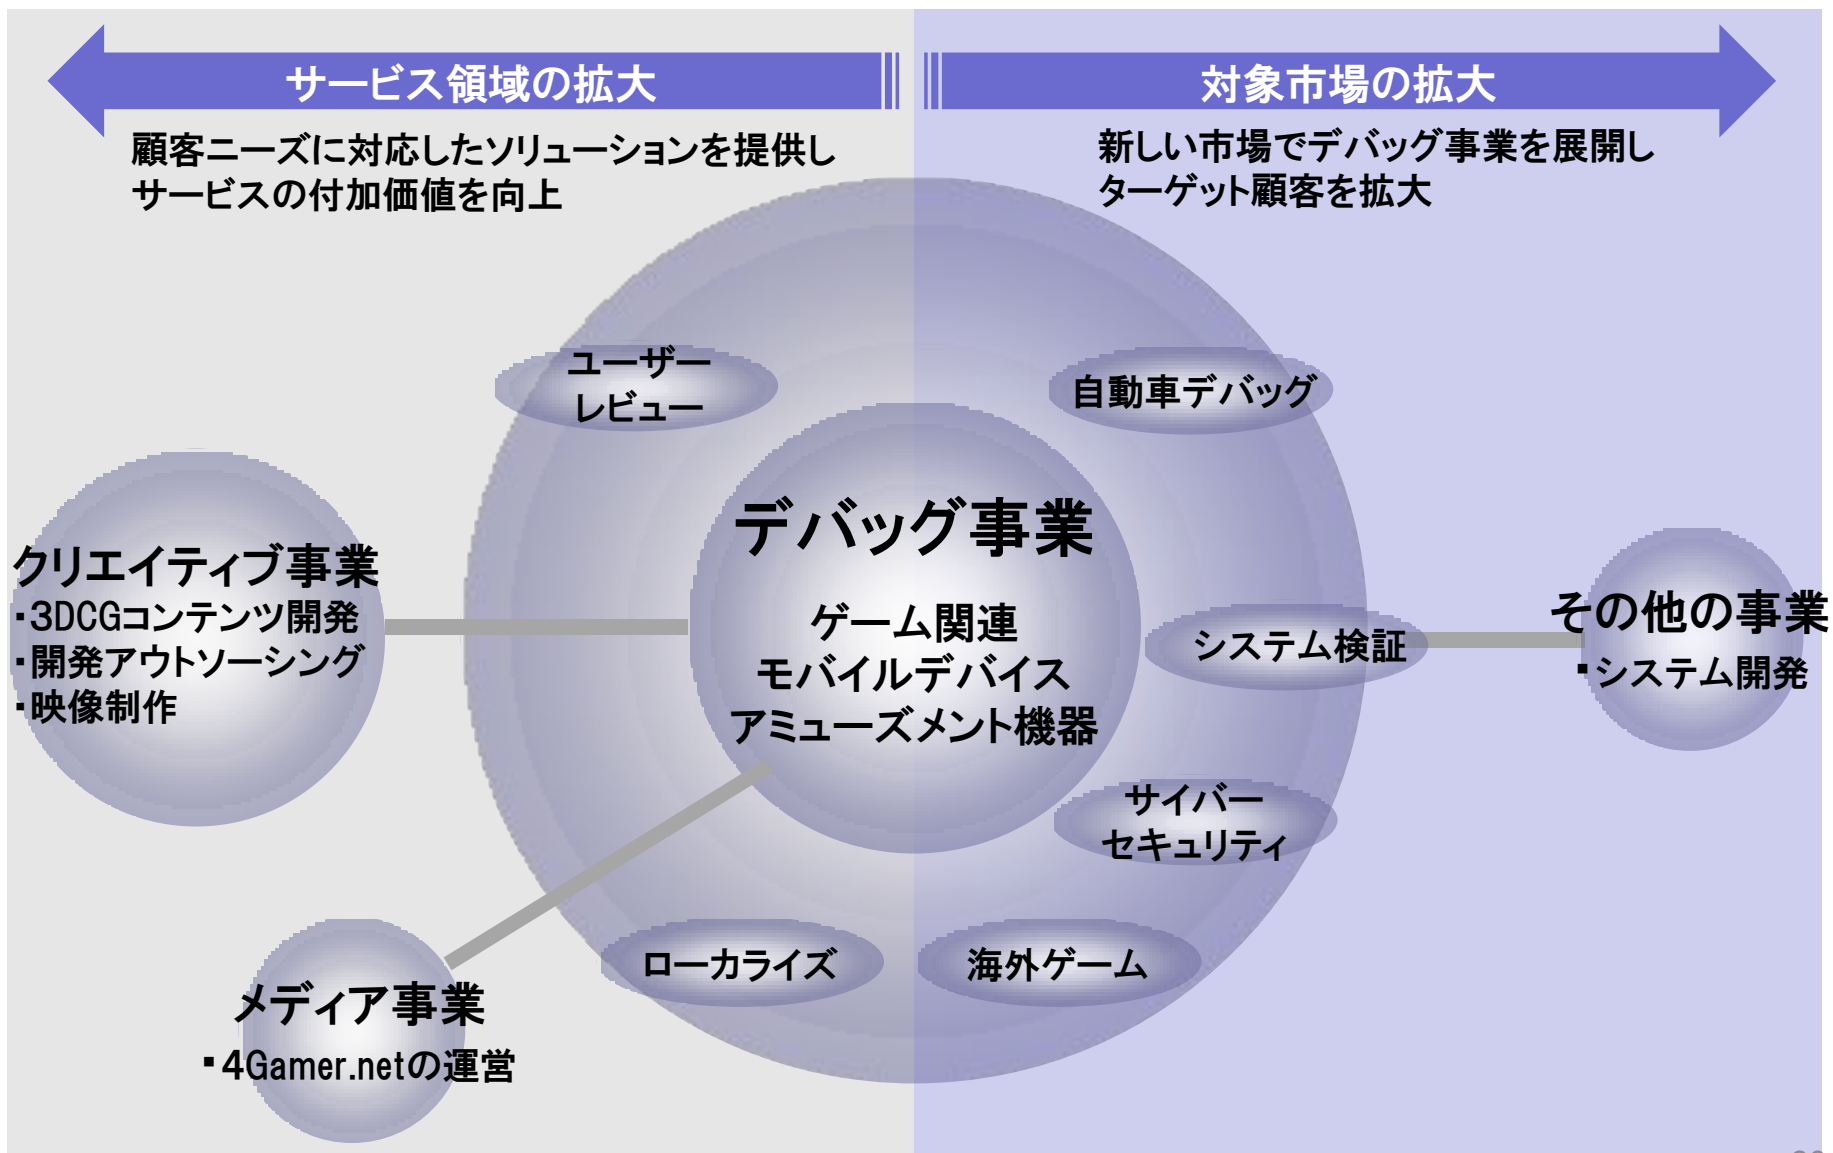 サービス領域の拡大
顧客ニーズに対応したソリューションを提供し
サービスの付加価値を向上
対象市場の拡大
新しい市場でデバッグ事業を展開し
ターゲット顧客を拡大
ユーザー
レビュー
自動車デバッグ
デバッグ事業
ゲーム関連
モバイルデバイス
アミューズメント機器
クリエイティブ事業
・3DCGコンテンツ開発
・開発アウトソーシング
・映像制作
システム検証
その他の事業
・システム開発
サイバー
セキュリティ
ローカライズ
海外ゲーム
メディア事業
・4Gamer.netの運営